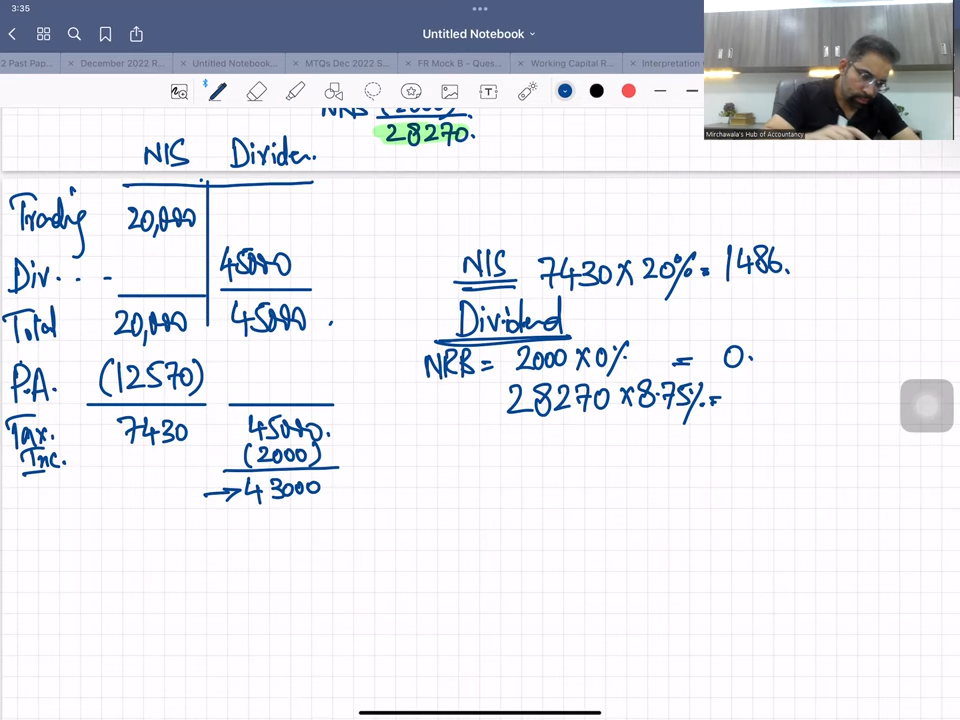 3:35
Untitled Notebook
2 Past Pap...
× December 2022 R...
× Untitled Notebook...
× MTQs Dec 2022 S...
× FR Mock B - Ques...
× Working Capital R...
× Interpretation
Mirchawala's Hub of Accountancy
(2000)
28270.
NIS Dividen.
Trading 20,000
Div... - 45000
Total 20,000 45000.
P.A. (12570)
Tax. Inc. 7430 45000.
(2000)
→ 43000
NIS 7430 × 20% = 1486.
Dividend
NRB = 2000 × 0% = 0.
28270 × 8.75% =